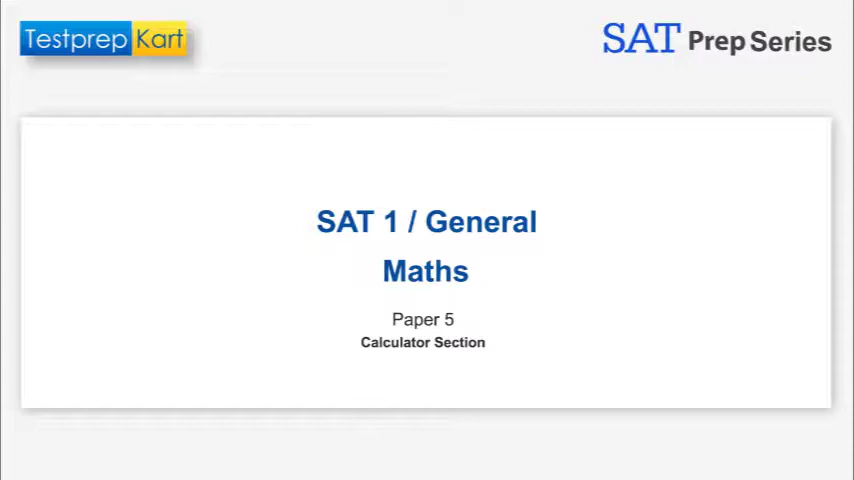 Testprep Kart
SAT Prep Series
SAT 1 / General
Maths
Paper 5
Calculator Section